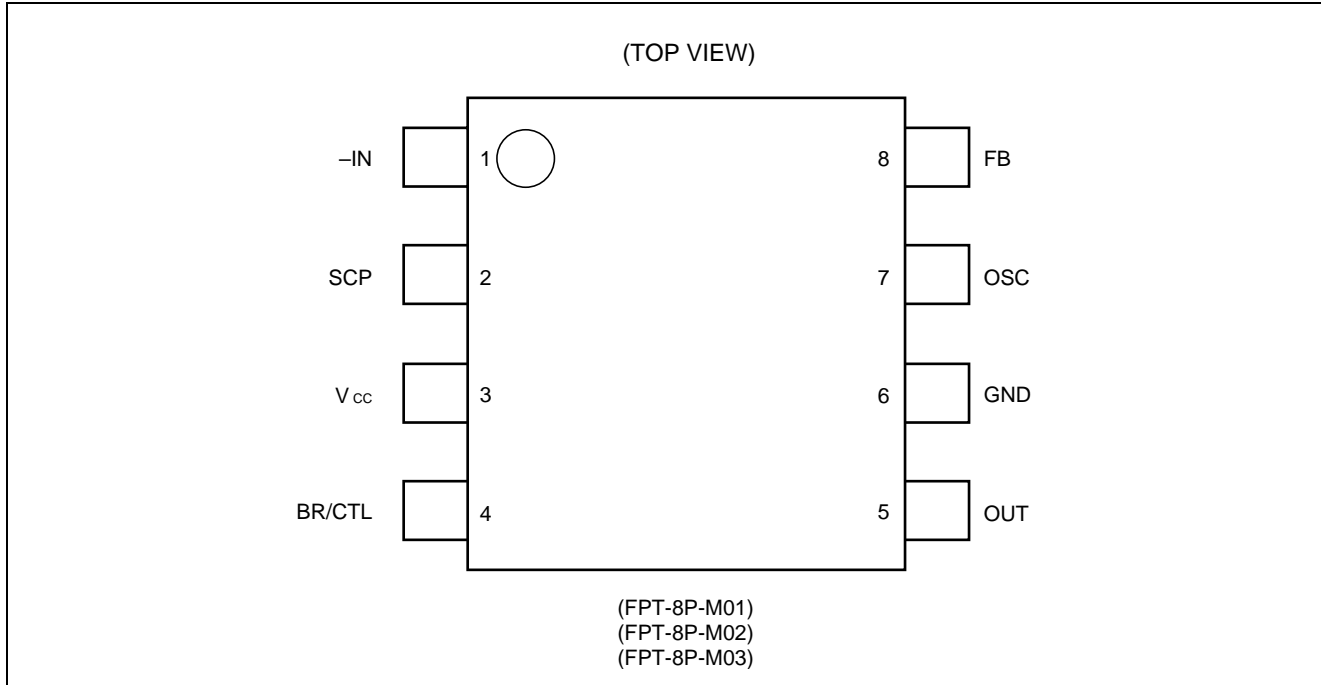 (TOP VIEW)
–IN 1 8 FB
SCP 2 7 OSC
VCC 3 6 GND
BR/CTL 4 5 OUT
(FPT-8P-M01)
(FPT-8P-M02)
(FPT-8P-M03)